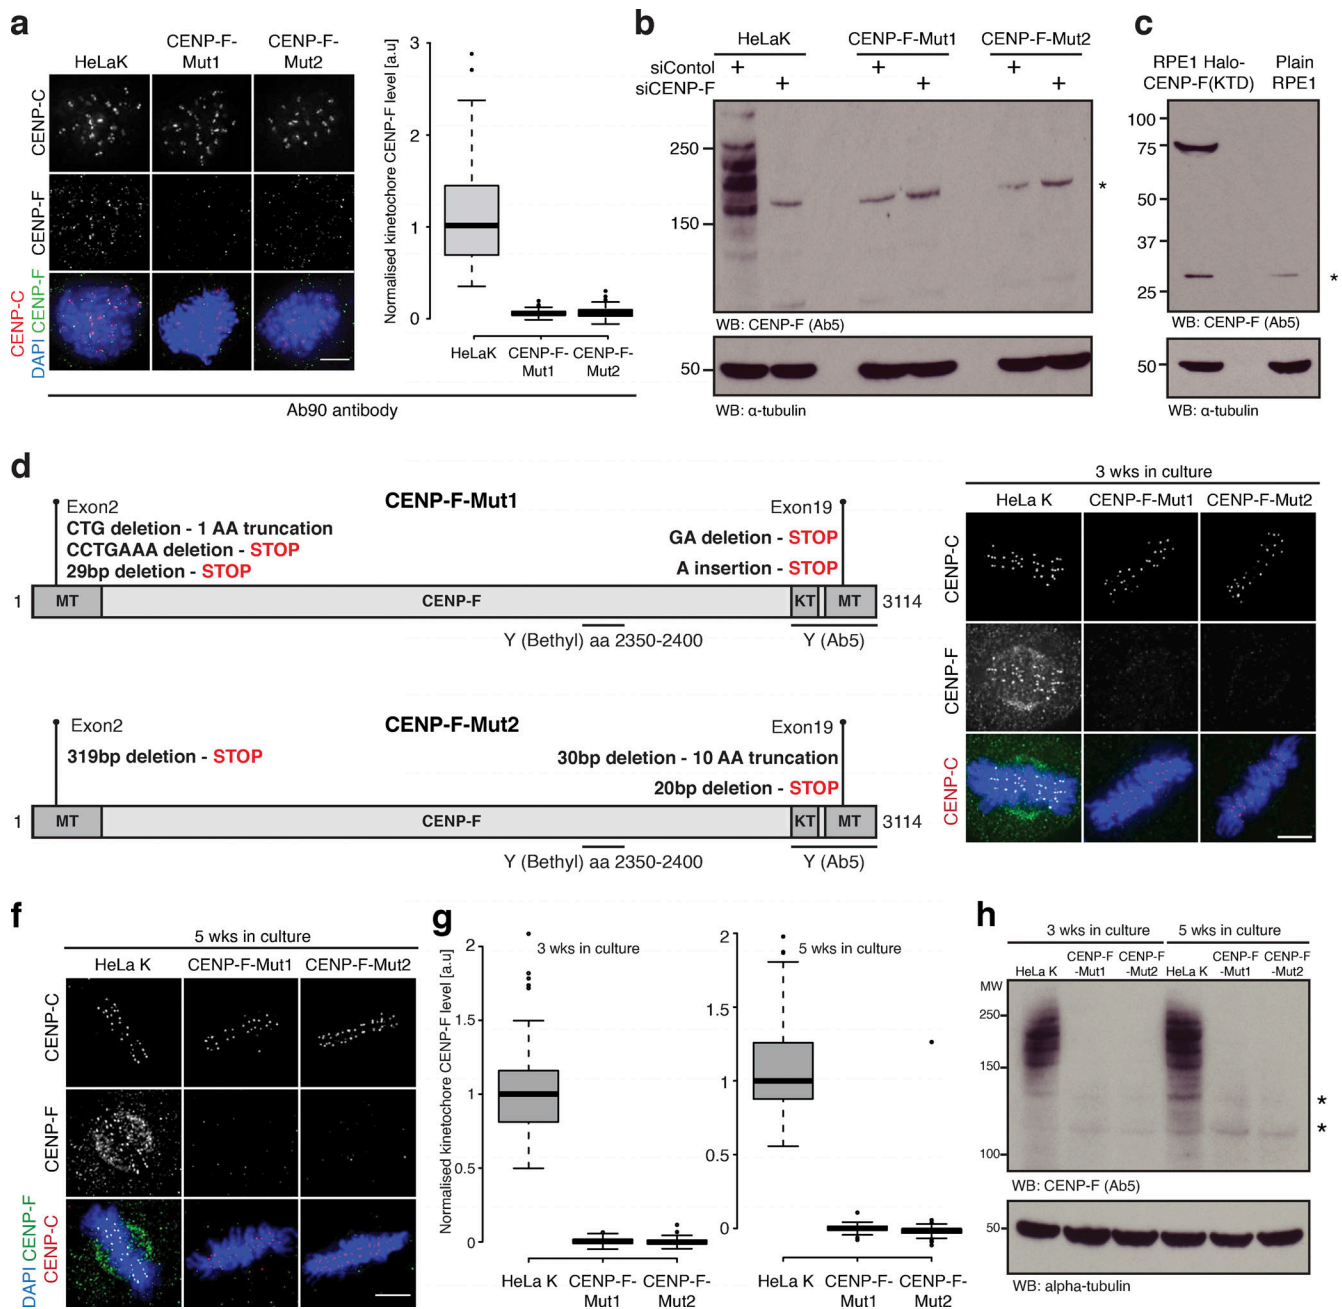 a
HeLaK
CENP-F-
Mut1
CENP-F-
Mut2
CENP-C
CENP-F
CENP-C
DAPI CENP-F
Normalised kinetochore CENP-F level [a.u]
3
2
1
0
HeLaK
CENP-F-
Mut1
CENP-F-
Mut2
Ab90 antibody
b
HeLaK
CENP-F-Mut1
CENP-F-Mut2
siContol + + +
siCENP-F + + +
250
150
*
WB: CENP-F (Ab5)
50
WB: α-tubulin
c
RPE1 Halo-
CENP-F(KTD)
Plain
RPE1
100
75
50
37
25
*
WB: CENP-F (Ab5)
50
WB: α-tubulin
d
CENP-F-Mut1
Exon2
CTG deletion - 1 AA truncation
CCTGAAA deletion - STOP
29bp deletion - STOP
Exon19
GA deletion - STOP
A insertion - STOP
1 MT CENP-F KT MT 3114
Y (Bethyl) aa 2350-2400
Y (Ab5)
CENP-F-Mut2
Exon2
319bp deletion - STOP
Exon19
30bp deletion - 10 AA truncation
20bp deletion - STOP
1 MT CENP-F KT MT 3114
Y (Bethyl) aa 2350-2400
Y (Ab5)
3 wks in culture
HeLa K CENP-F-Mut1 CENP-F-Mut2
CENP-C
CENP-F
CENP-C
f
5 wks in culture
HeLa K CENP-F-Mut1 CENP-F-Mut2
CENP-C
CENP-F
DAPI CENP-F
CENP-C
g
Normalised kinetochore CENP-F level [a.u]
3 wks in culture
2
1.5
1
0.5
0
HeLa K
CENP-F-
Mut1
CENP-F-
Mut2
5 wks in culture
2
1.5
1
0.5
0
HeLa K
CENP-F-
Mut1
CENP-F-
Mut2
h
3 wks in culture
5 wks in culture
HeLa K
CENP-F
-Mut1
CENP-F
-Mut2
HeLa K
CENP-F
-Mut1
CENP-F
-Mut2
MW
250
150
100
*
*
WB: CENP-F (Ab5)
50
WB: alpha-tubulin